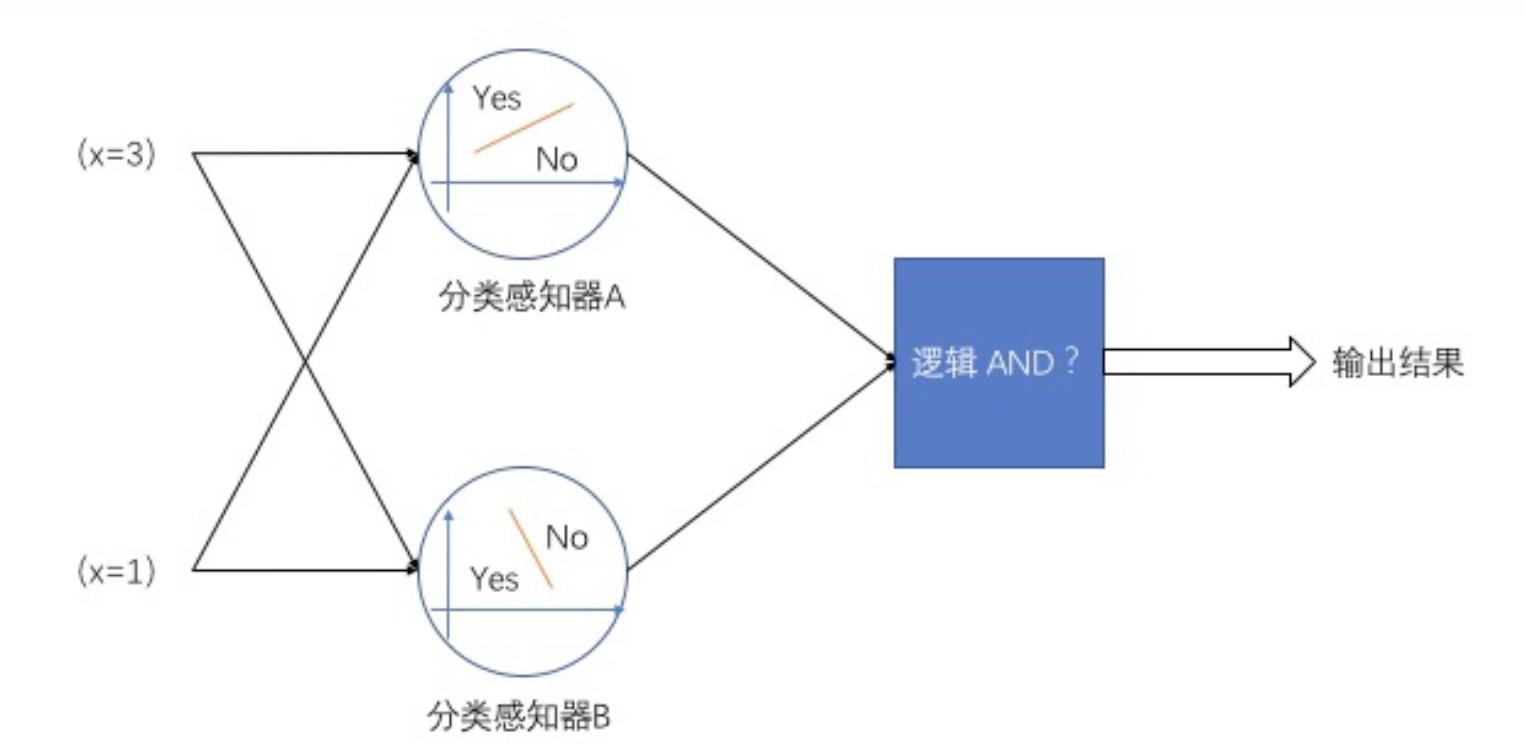 Yes
(x=3)
No
分类感知器A
逻辑 AND？
输出结果
No
(x=1)
Yes
分类感知器B